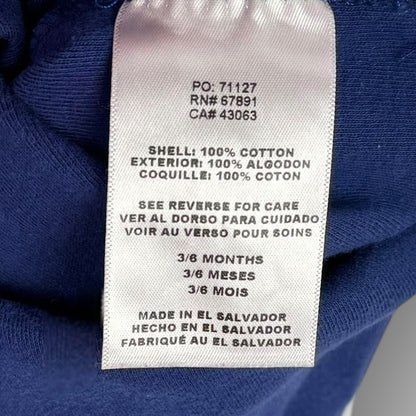 PO: 71127
RN# 67891
CA# 43063
SHELL: 100% COTTON
EXTERIOR: 100% ALGODON
COQUILLE: 100% COTON
SEE REVERSE FOR CARE
VER AL DORSO PARA CUIDADO
VOIR AU VERSO POUR SOINS
3/6 MONTHS
3/6 MESES
3/6 MOIS
MADE IN EL SALVADOR
HECHO EN EL SALVADOR
FABRIQUÉ AU EL SALVADOR